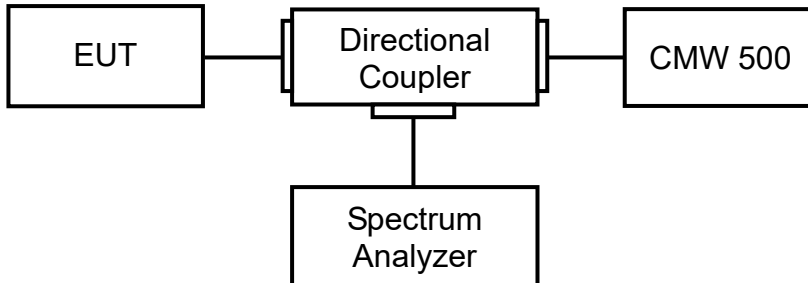 EUT
Directional
Coupler
CMW 500
Spectrum
Analyzer